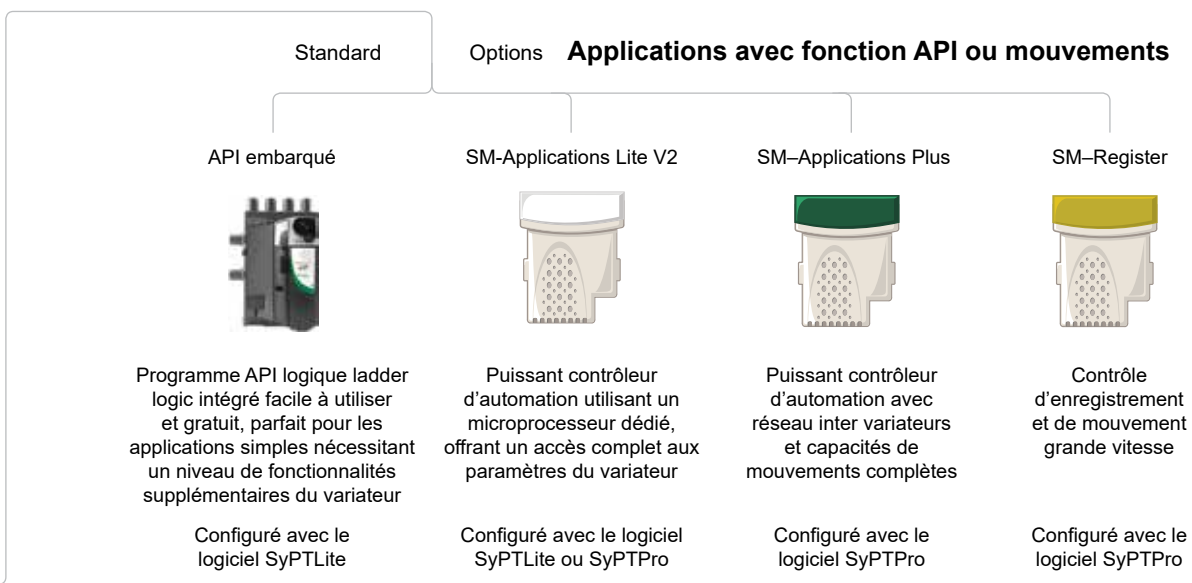 Standard
Options
Applications avec fonction API ou mouvements
API embarqué
Programme API logique ladder
logic intégré facile à utiliser
et gratuit, parfait pour les
applications simples nécessitant
un niveau de fonctionnalités
supplémentaires du variateur
Configuré avec le
logiciel SyPTLite
SM-Applications Lite V2
Puissant contrôleur
d'automation utilisant un
microprocesseur dédié,
offrant un accès complet aux
paramètres du variateur
Configuré avec le logiciel
SyPTLite ou SyPTPro
SM–Applications Plus
Puissant contrôleur
d'automation avec
réseau inter variateurs
et capacités de
mouvements complètes
Configuré avec le
logiciel SyPTPro
SM–Register
Contrôle
d'enregistrement
et de mouvement
grande vitesse
Configuré avec le
logiciel SyPTPro